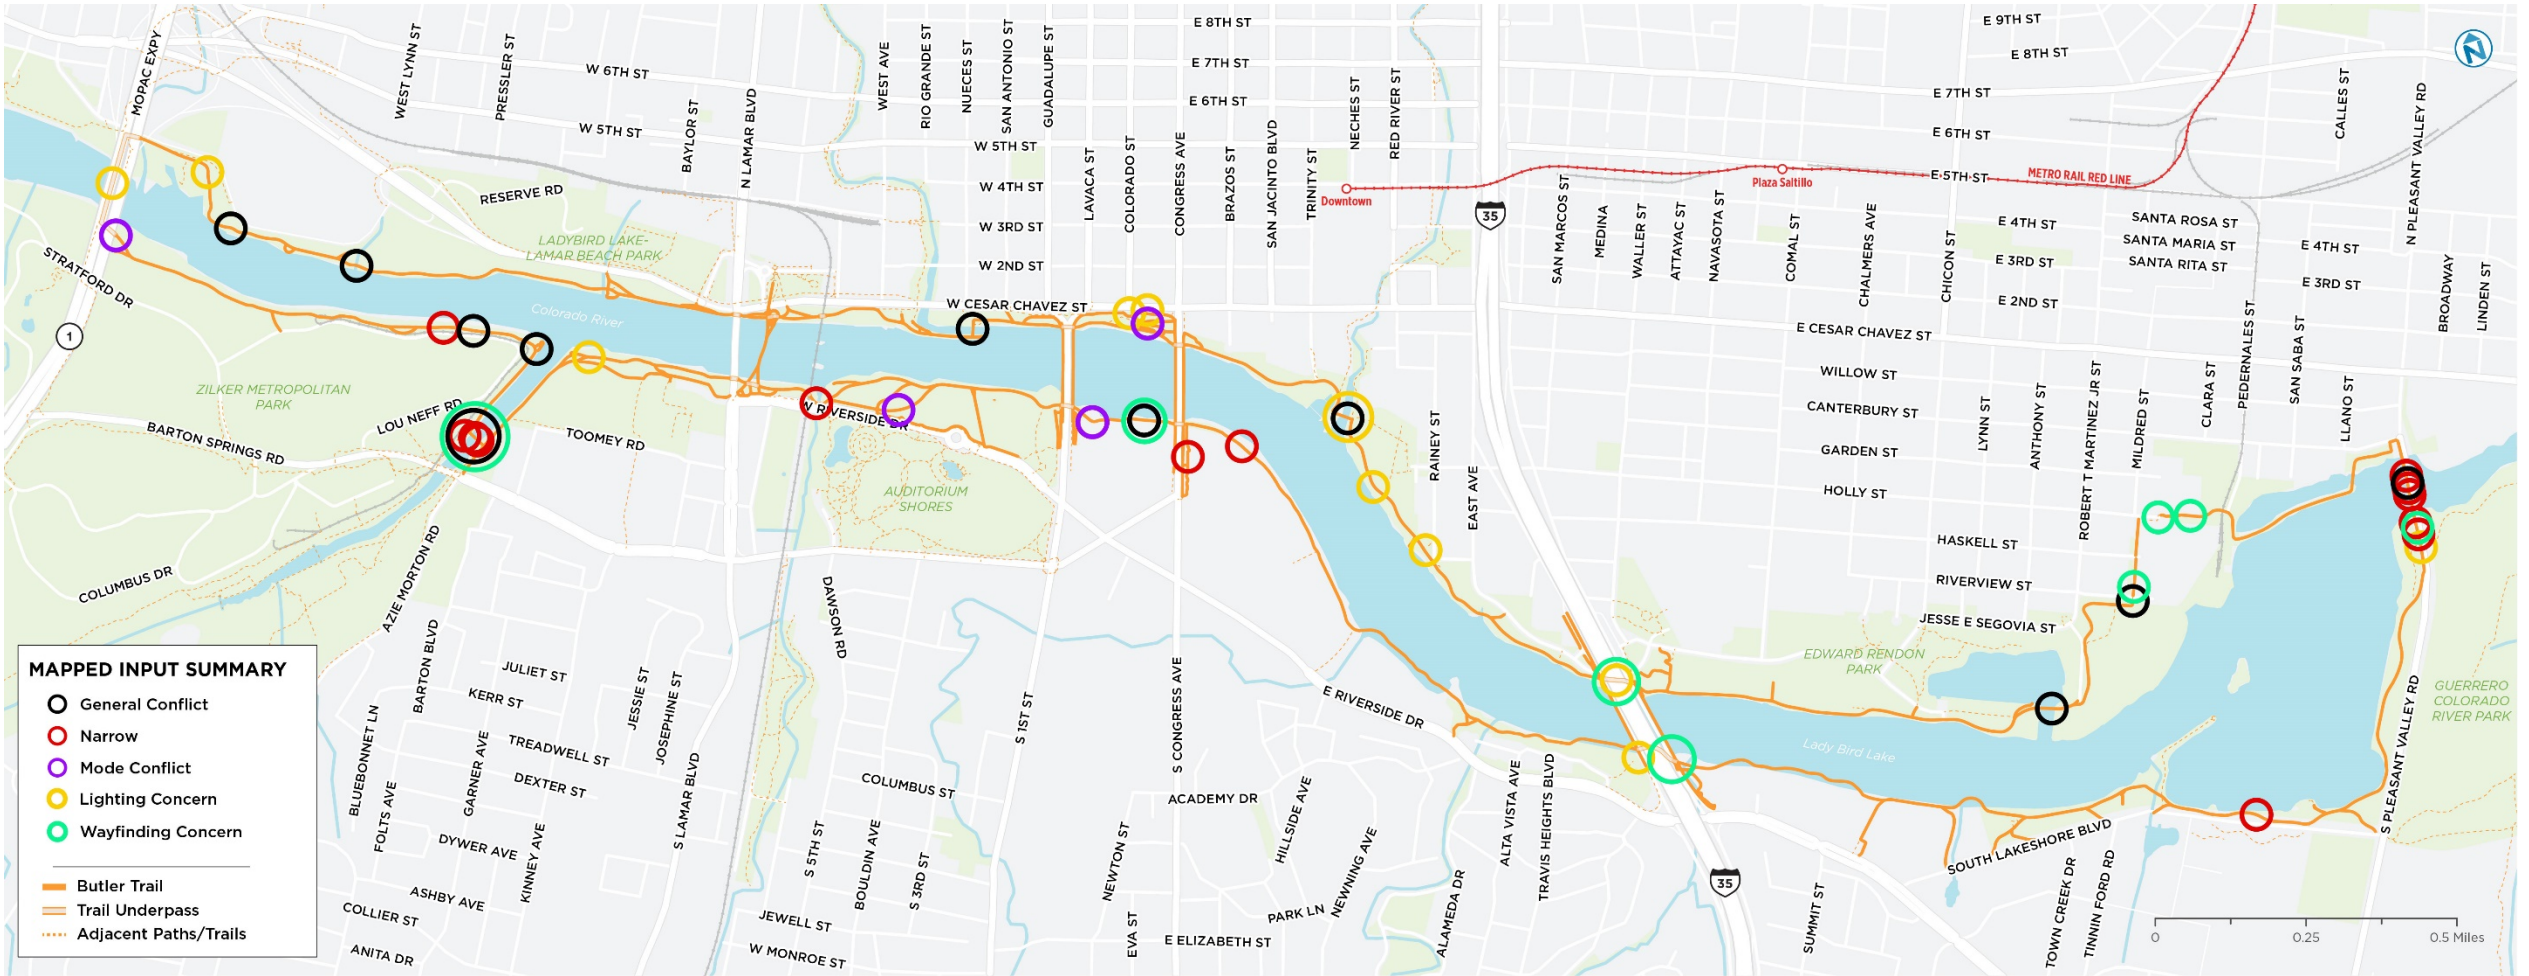 E 8TH ST
E 9TH ST
E 8TH ST
MOPAC EXPY
WEST LYNN ST
PRESSLER ST
W 6TH ST
WEST AVE
RIO GRANDE ST
NUECES ST
SAN ANTONIO ST
GUADALUPE ST
E 7TH ST
E 6TH ST
NECHES ST
RED RIVER ST
E 7TH ST
CALLES ST
N PLEASANT VALLEY RD
BAYLOR ST
N LAMAR BLVD
W 5TH ST
W 5TH ST
E 6TH ST
LAVACA ST
COLORADO ST
CONGRESS AVE
BRAZOS ST
SAN JACINTO BLVD
TRINITY ST
RESERVE RD
W 4TH ST
Downtown
Plaza Saltillo
E 5TH ST
METRO RAIL RED LINE
35
SAN MARCOS ST
MEDINA
WALLER ST
ATTAYAC ST
NAVASOTA ST
COMAL ST
CHALMERS AVE
CHICON ST
W 3RD ST
E 4TH ST
SANTA ROSA ST
SANTA MARIA ST
SANTA RITA ST
E 4TH ST
LADYBIRD LAKE-
LAMAR BEACH PARK
W 2ND ST
E 3RD ST
E 3RD ST
BROADWAY
LINDEN ST
STRATFORD DR
W CESAR CHAVEZ ST
E 2ND ST
Colorado River
1
E CESAR CHAVEZ ST
PEDERNALES ST
SAN SABA ST
WILLOW ST
ROBERT T MARTINEZ JR ST
MILDRED ST
CLARA ST
LLANO ST
ZILKER METROPOLITAN
PARK
LOU NEFF RD
W RIVERSIDE DR
CANTERBURY ST
LYNN ST
ANTHONY ST
BARTON SPRINGS RD
TOOMEY RD
RAINEY ST
EAST AVE
GARDEN ST
AUDITORIUM
SHORES
HOLLY ST
HASKELL ST
COLUMBUS DR
AZIE MORTON RD
DAWSON RD
RIVERVIEW ST
JESSE E SEGOVIA ST
EDWARD RENDON
PARK
MAPPED INPUT SUMMARY
General Conflict
Narrow
Mode Conflict
Lighting Concern
Wayfinding Concern
Butler Trail
Trail Underpass
Adjacent Paths/Trails
BARTON BLVD
JULIET ST
KERR ST
JESSIE ST
JOSEPHINE ST
S 1ST ST
S CONGRESS AVE
E RIVERSIDE DR
GUERRERO
COLORADO
RIVER PARK
S PLEASANT VALLEY RD
BLUEBONNET LN
FOLTS AVE
GARNER AVE
TREADWELL ST
DEXTER ST
S LAMAR BLVD
Lady Bird Lake
COLUMBUS ST
ACADEMY DR
HILLSIDE AVE
ALTA VISTA AVE
TRAVIS HEIGHTS BLVD
DYWER AVE
KINNEY AVE
S 5TH ST
BOULDIN AVE
S 3RD ST
NEWTON ST
NEWNING AVE
SOUTH LAKESHORE BLVD
ASHBY AVE
COLLIER ST
ANITA DR
JEWELL ST
W MONROE ST
EVA ST
PARK LN
E ELIZABETH ST
ALAMEDA DR
35
SUMMIT ST
TOWN CREEK DR
TINNIN FORD RD
0
0.25
0.5 Miles